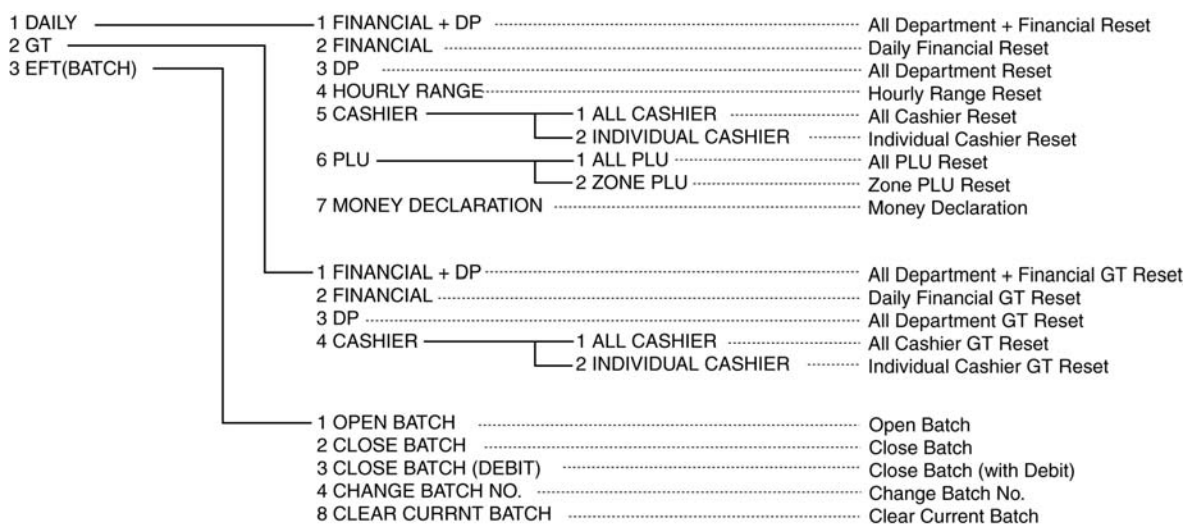 1 DAILY 1 FINANCIAL + DP All Department + Financial Reset
2 GT 2 FINANCIAL Daily Financial Reset
3 EFT(BATCH) 3 DP All Department Reset
4 HOURLY RANGE Hourly Range Reset
5 CASHIER 1 ALL CASHIER All Cashier Reset
2 INDIVIDUAL CASHIER Individual Cashier Reset
6 PLU 1 ALL PLU All PLU Reset
2 ZONE PLU Zone PLU Reset
7 MONEY DECLARATION Money Declaration
1 FINANCIAL + DP All Department + Financial GT Reset
2 FINANCIAL Daily Financial GT Reset
3 DP All Department GT Reset
4 CASHIER 1 ALL CASHIER All Cashier GT Reset
2 INDIVIDUAL CASHIER Individual Cashier GT Reset
1 OPEN BATCH Open Batch
2 CLOSE BATCH Close Batch
3 CLOSE BATCH (DEBIT) Close Batch (with Debit)
4 CHANGE BATCH NO. Change Batch No.
8 CLEAR CURRNT BATCH Clear Current Batch